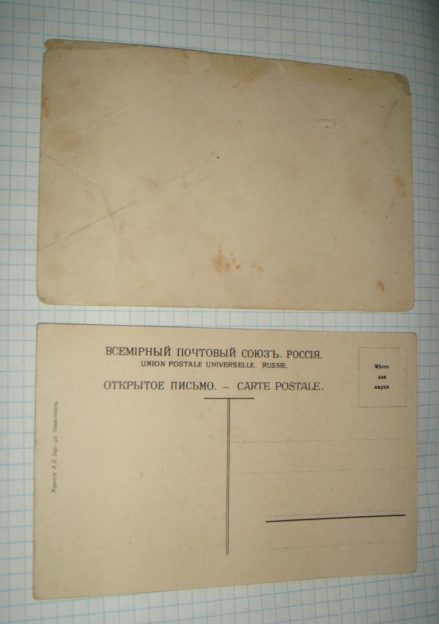 ВСЕМІРНЫЙ ПОЧТОВЫЙ СОЮЗЪ. РОССІЯ.
UNION POSTALE UNIVERSELLE. RUSSIE.
ОТКРЫТОЕ ПИСЬМО. — CARTE POSTALE.
Мѣсто
для
марки